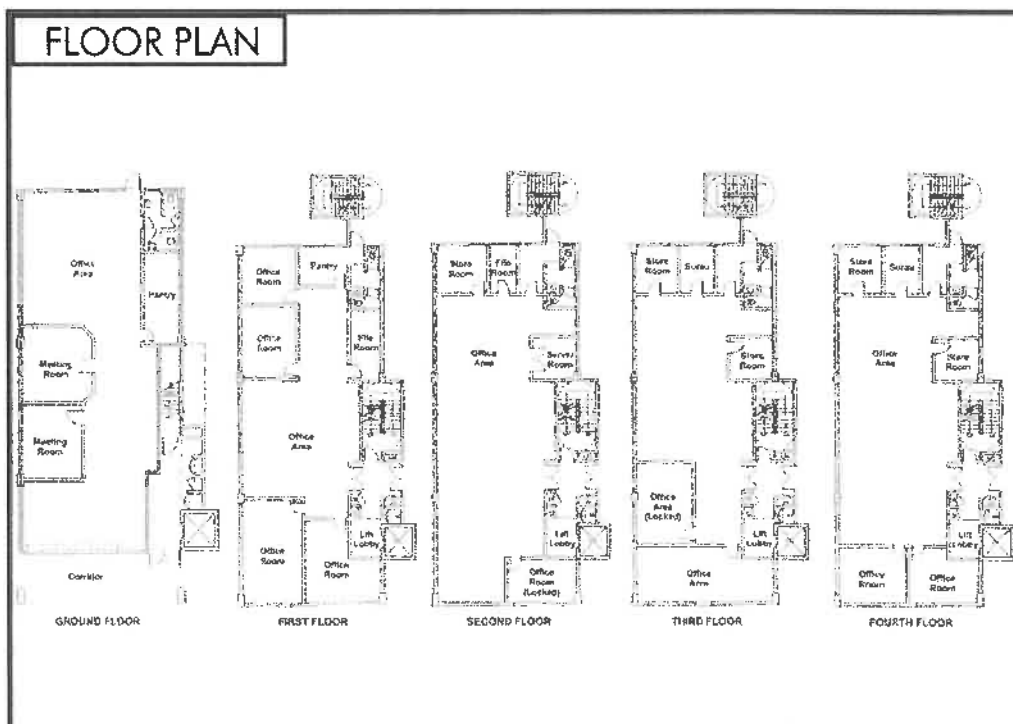 FLOOR PLAN
Office
Area
Pantry
Meeting
Room
Meeting
Room
Corridor
GROUND FLOOR
Office
Room
Pantry
Office
Room
File
Room
Office
Area
Lift
Lobby
Office
Room
Office
Room
FIRST FLOOR
Store
Room
File
Room
Office
Area
Server
Room
Lift
Lobby
Office
Room
(Locked)
SECOND FLOOR
Store
Room
Surau
Store
Room
Office
Area
(Locked)
Lift
Lobby
Office
Area
THIRD FLOOR
Store
Room
Surau
Office
Area
Store
Room
Lift
Lobby
Office
Room
Office
Room
FOURTH FLOOR